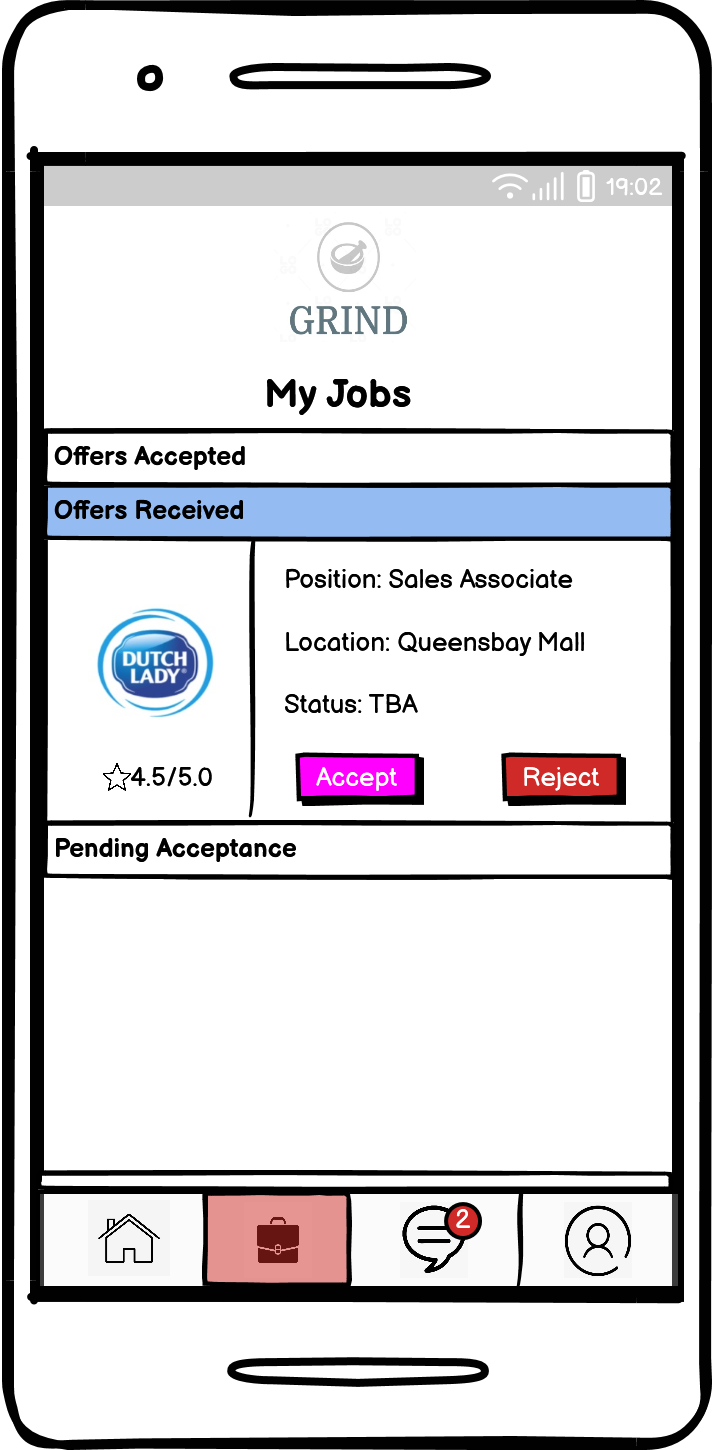 19:02
GRIND
My Jobs
Offers Accepted
Offers Received
DUTCH
LADY®
Position: Sales Associate
Location: Queensbay Mall
Status: TBA
4.5/5.0
Accept
Reject
Pending Acceptance
2